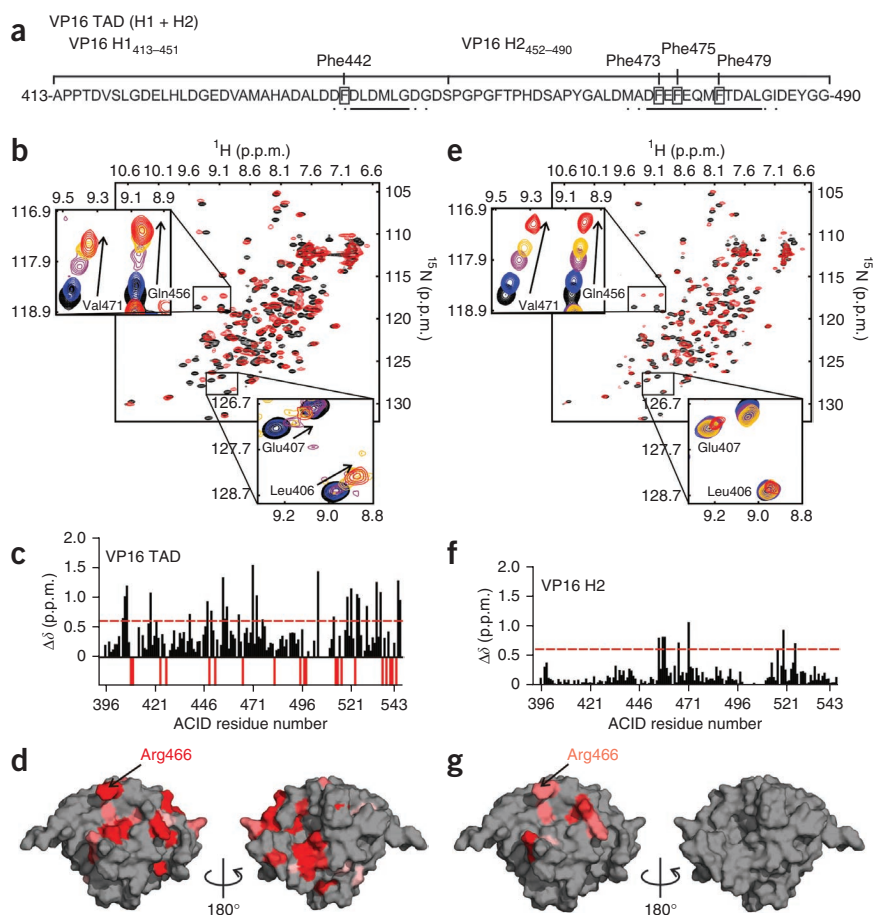 a
VP16 TAD (H1 + H2)
VP16 H1413–451
VP16 H2452–490
Phe442
Phe473
Phe475
Phe479
413-APPTDVSLGDELHLDGEDVAMAHADALDDFDLDMLGDGDSPGPGFTPHDSAPYGALDMADFEFEQMFTDALGIDEYGG-490
b
1H (p.p.m.)
10.6 10.1 9.6 9.1 8.6 8.1 7.6 7.1 6.6
9.5 9.3 9.1 8.9
116.9
117.9
118.9
Val471
Gln456
105
110
115
120
125
130
15N (p.p.m.)
126.7
127.7
128.7
Glu407
Leu406
9.2 9.0 8.8
e
1H (p.p.m.)
10.6 10.1 9.6 9.1 8.6 8.1 7.6 7.1 6.6
9.5 9.3 9.1 8.9
116.9
117.9
118.9
Val471
Gln456
105
110
115
120
125
130
15N (p.p.m.)
126.7
127.7
128.7
Glu407
Leu406
9.2 9.0 8.8
c
VP16 TAD
Δδ (p.p.m.)
2.0
1.5
1.0
0.5
0
396 421 446 471 496 521 543
ACID residue number
f
VP16 H2
Δδ (p.p.m.)
2.0
1.5
1.0
0.5
0
396 421 446 471 496 521 543
ACID residue number
d
Arg466
180°
g
Arg466
180°